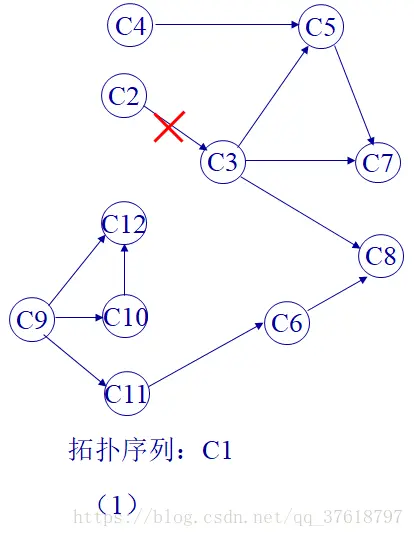 C4
C5
C2
C3
C7
C12
C8
C9
C10
C6
C11
拓扑序列：C1
（1）
https://blog.csdn.net/qq_37618797